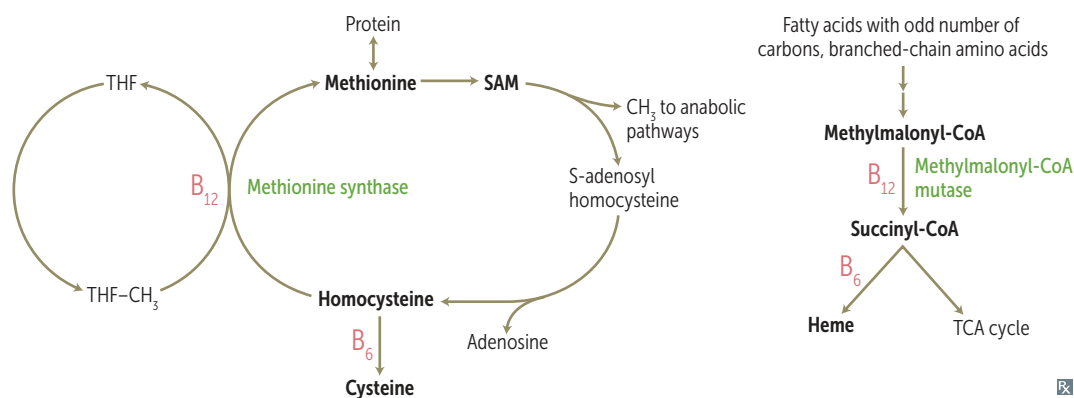 Protein
Methionine
SAM
THF
CH₃ to anabolic
pathways
B₁₂
Methionine synthase
S-adenosyl
homocysteine
THF–CH₃
Homocysteine
Adenosine
B₆
Cysteine
Fatty acids with odd number of
carbons, branched-chain amino acids
Methylmalonyl-CoA
B₁₂
Methylmalonyl-CoA
mutase
Succinyl-CoA
B₆
Heme
TCA cycle
Rx